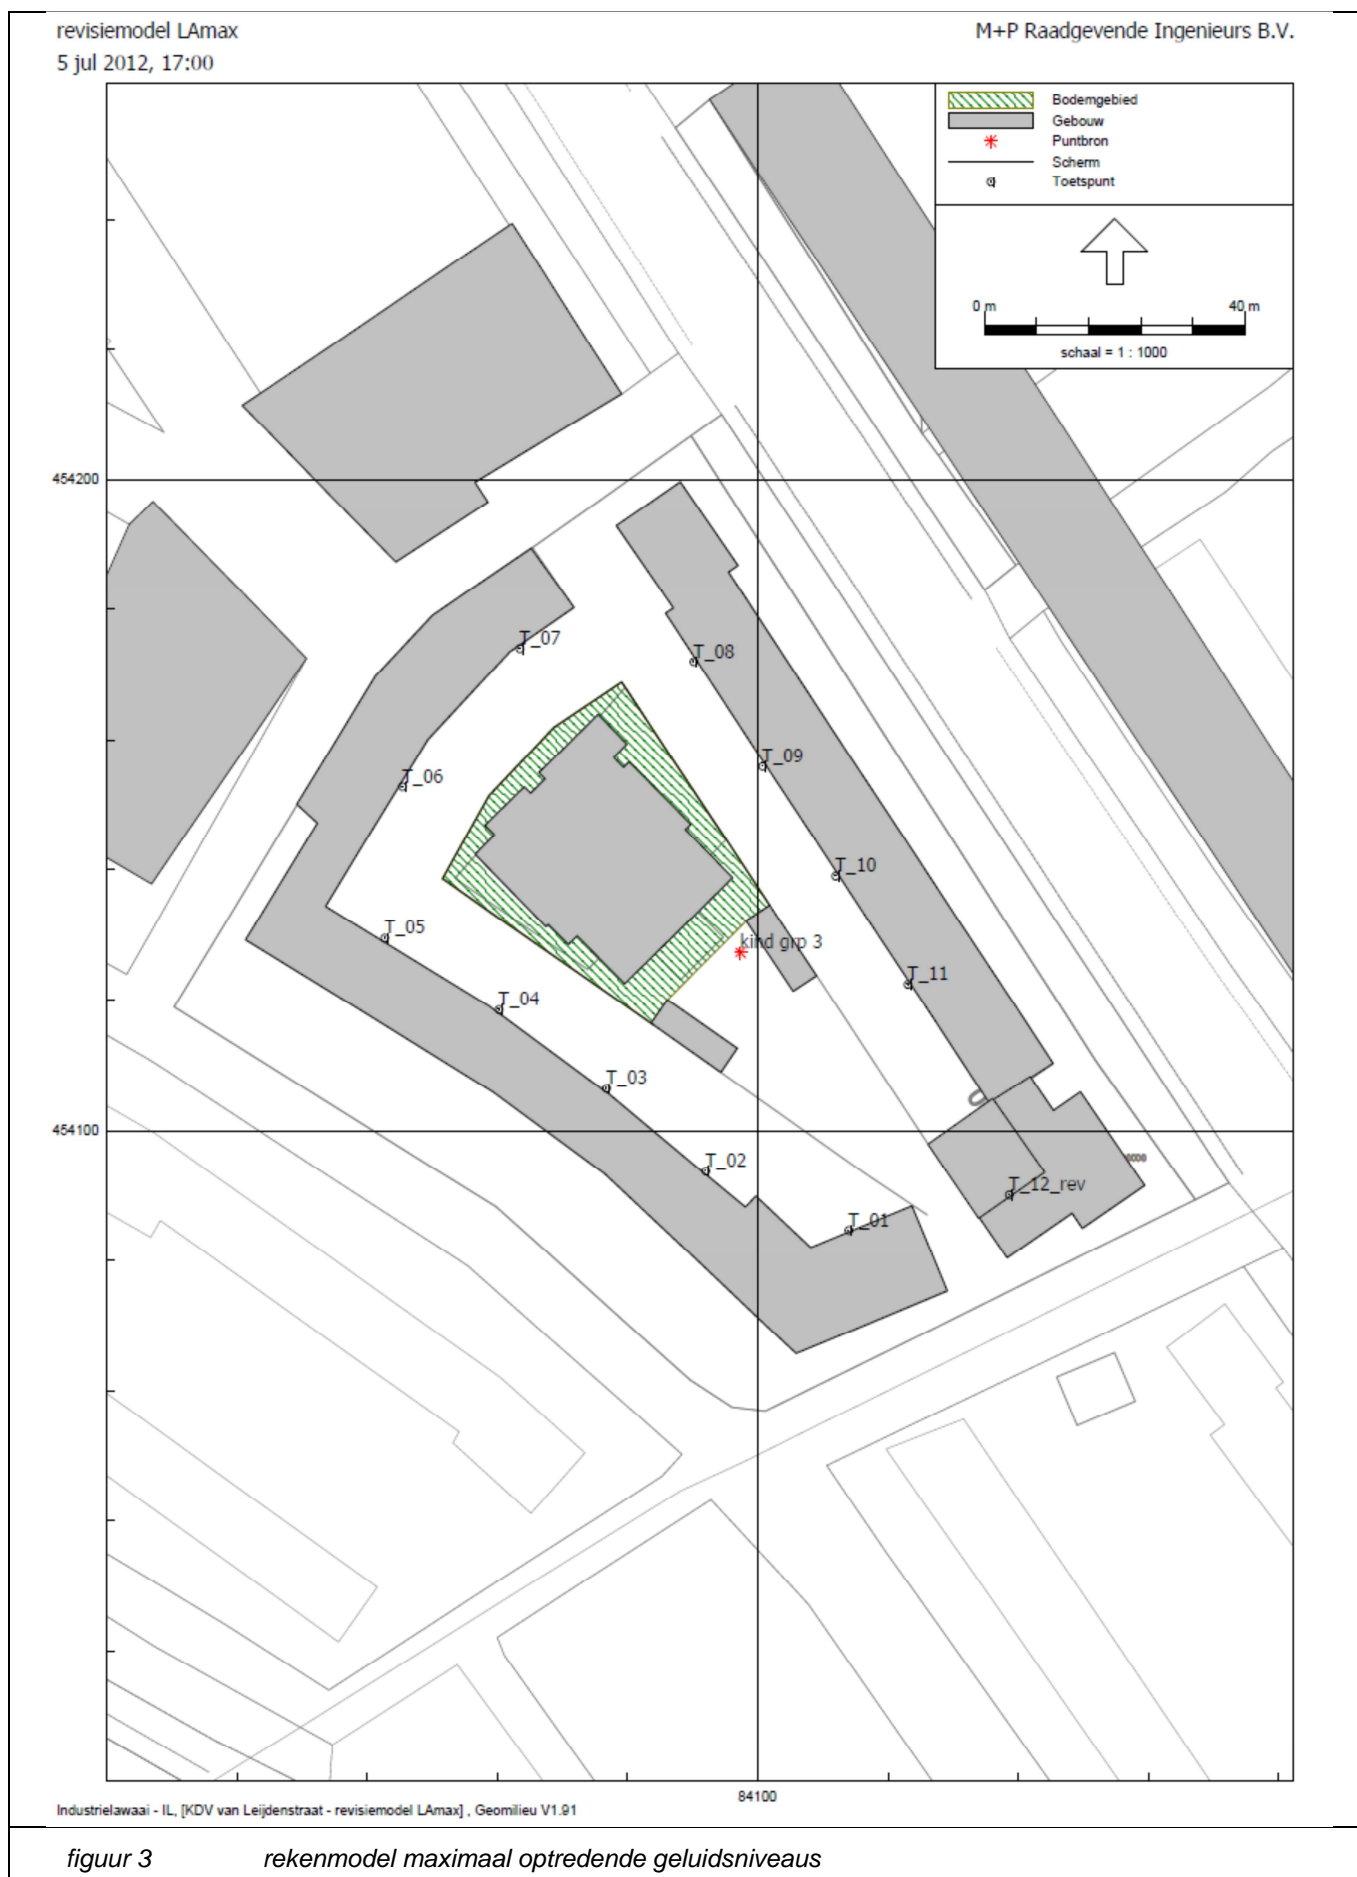 revisiemodel LAmax
M+P Raadgevende Ingenieurs B.V.
5 jul 2012, 17:00
Bodemgebied
Gebouw
Puntbron
Scherm
Toetspunt
0 m
40 m
schaal = 1 : 1000
454200
T_07
T_08
T_09
T_06
T_10
T_05
kind grp 3
T_11
T_04
T_03
454100
T_02
T_12_rev
T_01
84100
Industrielawaai - IL, [KDV van Leijdenstraat - revisiemodel LAmax] , Geomilieu V1.91
figuur 3 rekenmodel maximaal optredende geluidsniveaus